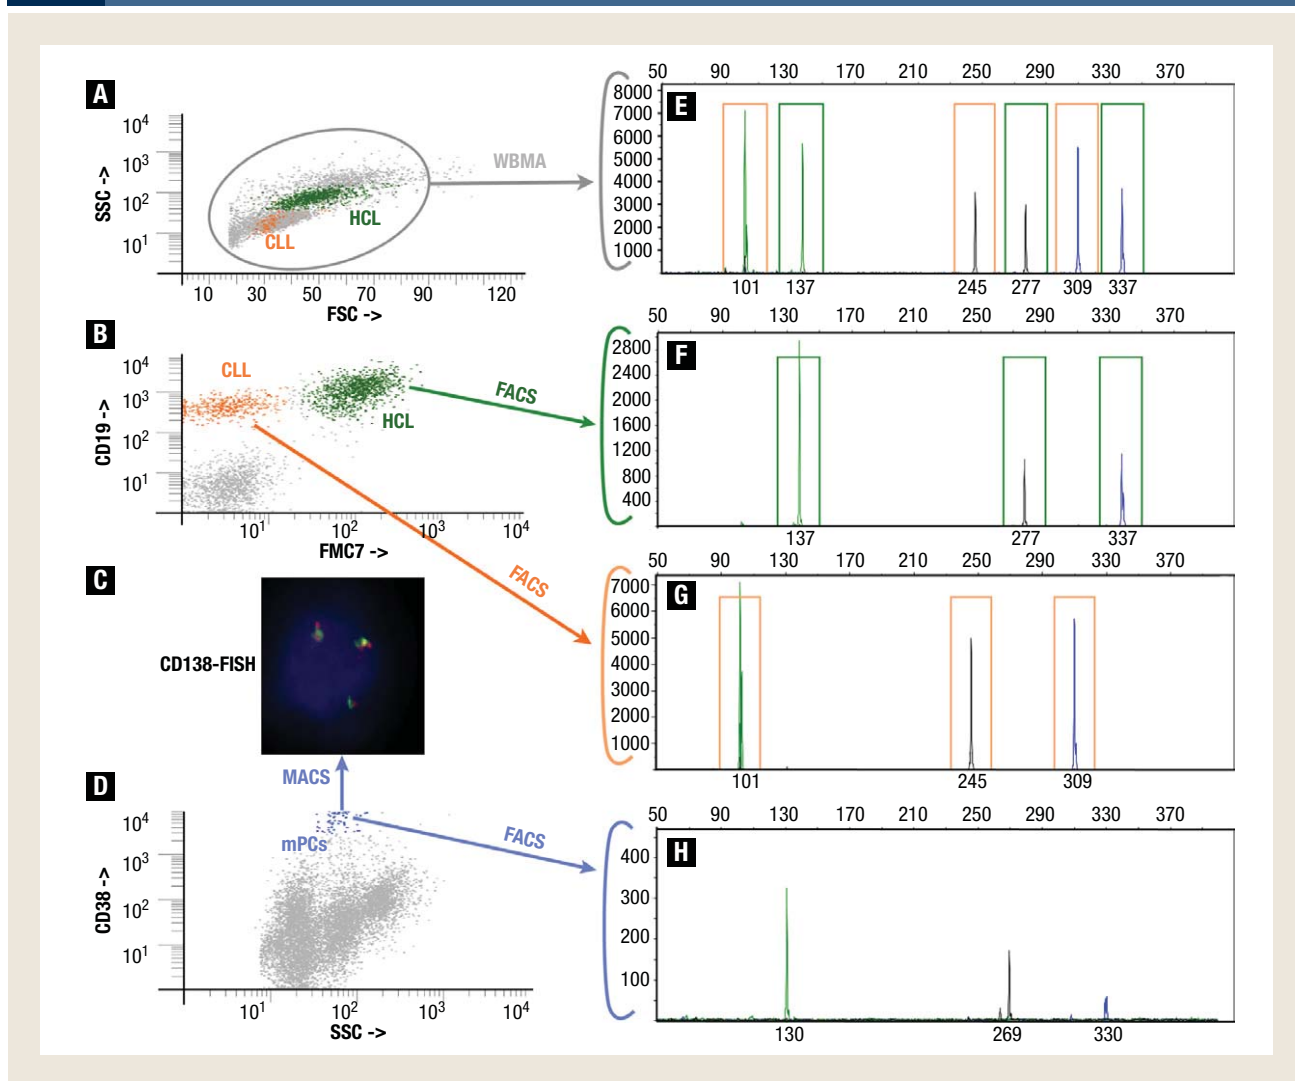 A
SSC ->
10^4
10^3
10^2
10^1
WBMA
HCL
CLL
10 30 50 70 90 120
FSC ->
50 90 130 170 210 250 290 330 370
E
8000
7000
6000
5000
4000
3000
2000
1000
101 137 245 277 309 337
B
CD19 ->
10^4
10^3
10^2
10^1
CLL
HCL
FACS
FACS
10^1 10^2 10^3 10^4
FMC7 ->
50 90 130 170 210 250 290 330 370
F
2800
2400
2000
1600
1200
800
400
137 277 337
C
CD138-FISH
50 90 130 170 210 250 290 330 370
G
7000
6000
5000
4000
3000
2000
1000
101 245 309
D
MACS
mPCs
FACS
CD38 ->
10^4
10^3
10^2
10^1
10^1 10^2 10^3 10^4
SSC ->
50 90 130 170 210 250 290 330 370
H
400
300
200
100
130 269 330